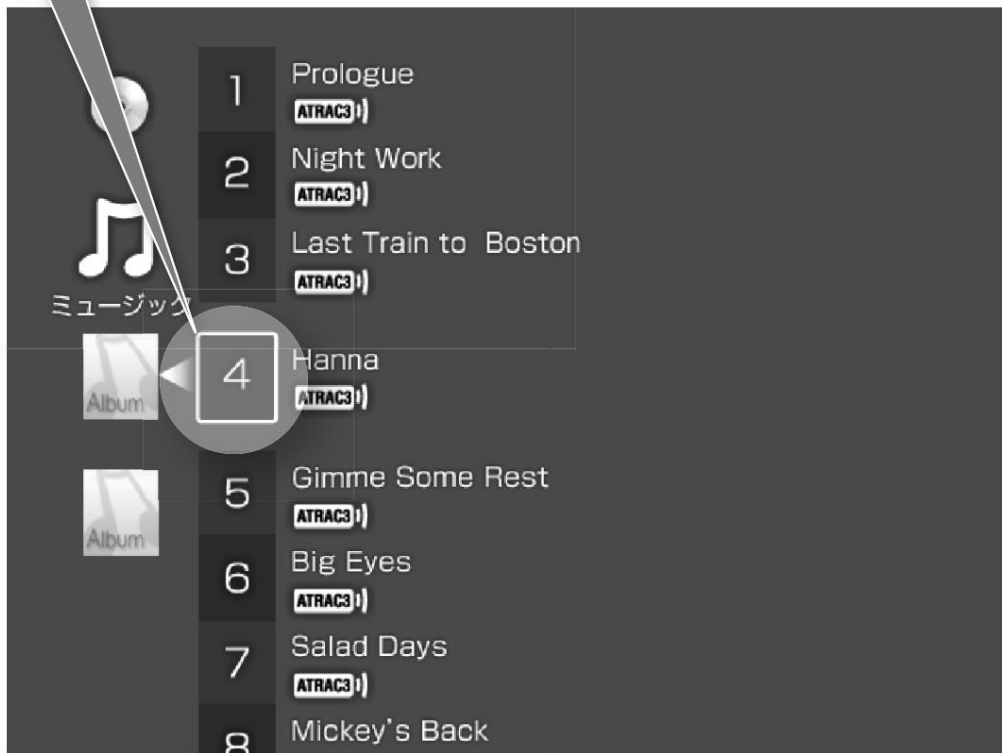 1 Prologue
ATRAC3
2 Night Work
ATRAC3
3 Last Train to Boston
ATRAC3
ミュージック
4 Hanna
ATRAC3
Album
5 Gimme Some Rest
ATRAC3
Album
6 Big Eyes
ATRAC3
7 Salad Days
ATRAC3
8 Mickey's Back